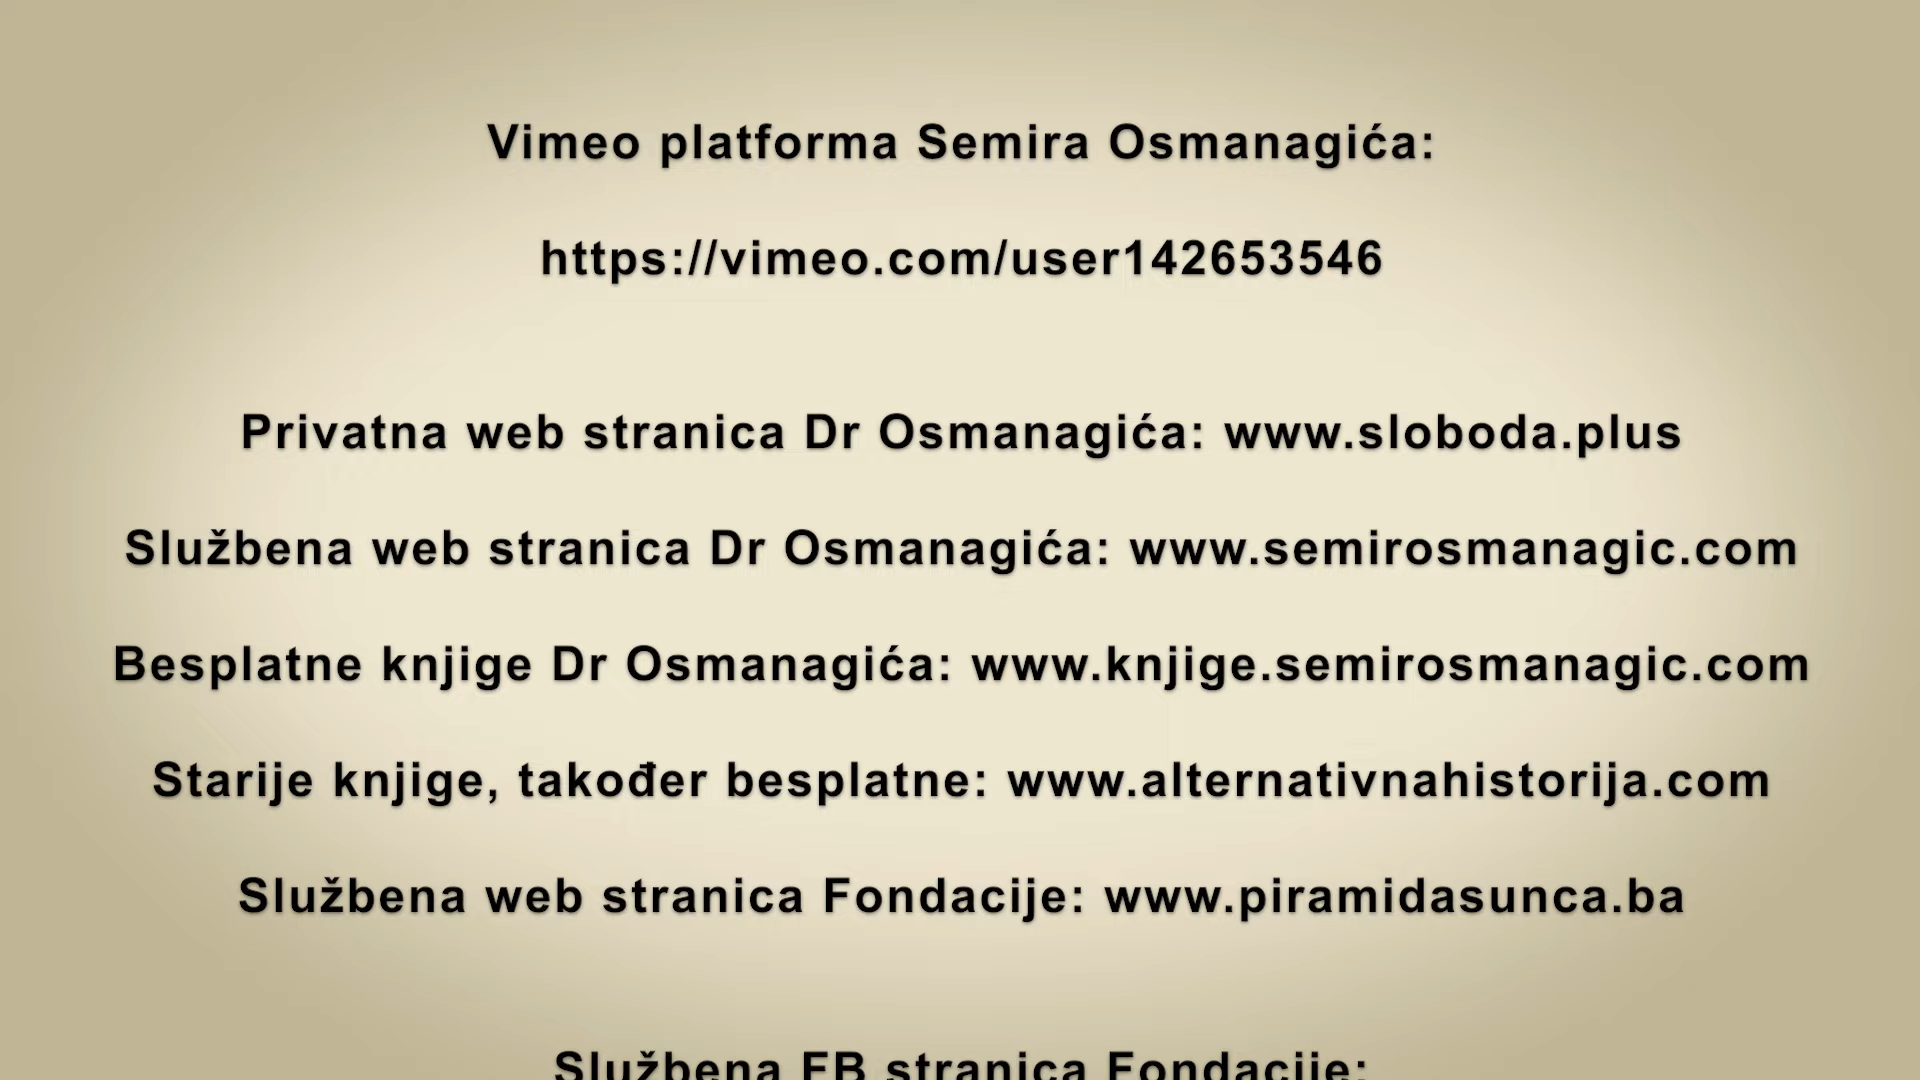 Vimeo platforma Semira Osmanagića:
https://vimeo.com/user142653546
Privatna web stranica Dr Osmanagića: www.sloboda.plus
Službena web stranica Dr Osmanagića: www.semirosmanagic.com
Besplatne knjige Dr Osmanagića: www.knjige.semirosmanagic.com
Starije knjige, također besplatne: www.alternativnahistorija.com
Službena web stranica Fondacije: www.piramidasunca.ba
Službena FB stranica Fondacije: